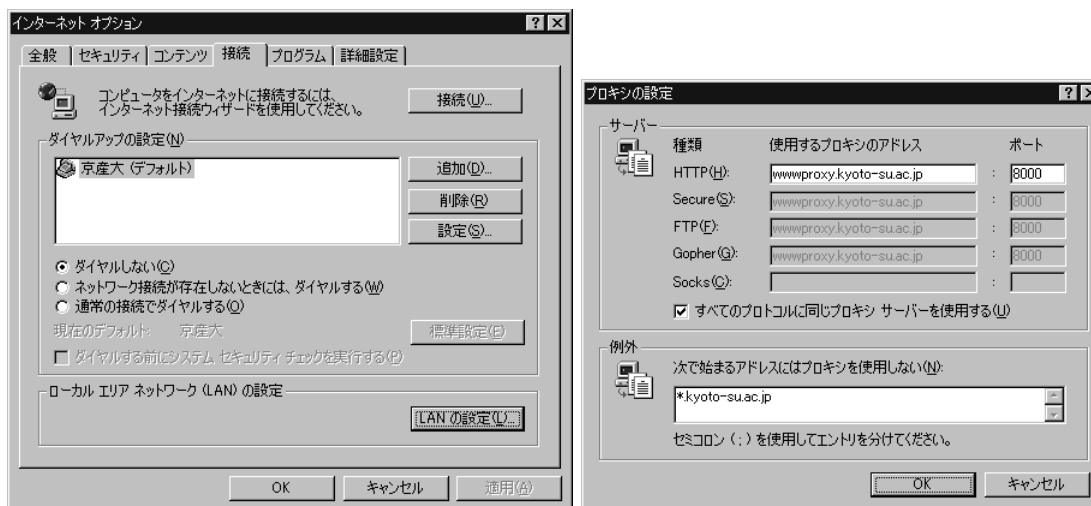 インターネット オプション
全般
セキュリティ
コンテンツ
接続
プログラム
詳細設定
コンピュータをインターネットに接続するには、
インターネット接続ウィザードを使用してください。
接続(U)...
ダイヤルアップの設定(N)
京産大 (デフォルト)
追加(D)...
削除(R)
設定(S)...
ダイヤルしない(C)
ネットワーク接続が存在しないときには、ダイヤルする(W)
通常の接続でダイヤルする(O)
現在のデフォルト: 京産大
標準設定(E)
ダイヤルする前にシステム セキュリティ チェックを実行する(P)
ローカル エリア ネットワーク (LAN) の設定
LAN の設定(L)...
OK
キャンセル
適用(A)
プロキシの設定
サーバー
種類 使用するプロキシのアドレス ポート
HTTP(H): wwwproxy.kyoto-su.ac.jp : 8000
Secure(S): wwwproxy.kyoto-su.ac.jp : 8000
FTP(F): wwwproxy.kyoto-su.ac.jp : 8000
Gopher(G): wwwproxy.kyoto-su.ac.jp : 8000
Socks(C): :
すべてのプロトコルに同じプロキシ サーバーを使用する(U)
例外
次で始まるアドレスにはプロキシを使用しない(N):
*.kyoto-su.ac.jp
セミコロン ( ; ) を使用してエントリを分けてください。
OK
キャンセル